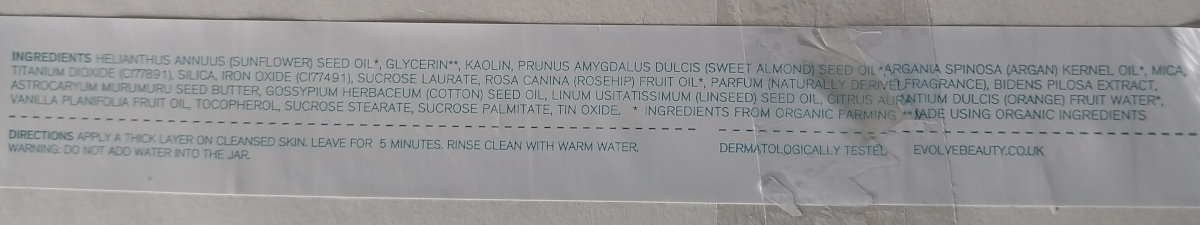 INGREDIENTS HELIANTHUS ANNUUS (SUNFLOWER) SEED OIL*, GLYCERIN**, KAOLIN, PRUNUS AMYGDALUS DULCIS (SWEET ALMOND) SEED OIL *ARGANIA SPINOSA (ARGAN) KERNEL OIL*, MICA,
TITANIUM DIOXIDE (CI77891), SILICA, IRON OXIDE (CI77491), SUCROSE LAURATE, ROSA CANINA (ROSEHIP) FRUIT OIL*, PARFUM (NATURALLY DERIVED FRAGRANCE), BIDENS PILOSA EXTRACT,
ASTROCARYUM MURUMURU SEED BUTTER, GOSSYPIUM HERBACEUM (COTTON) SEED OIL, LINUM USITATISSIMUM (LINSEED) SEED OIL, CITRUS AURANTIUM DULCIS (ORANGE) FRUIT WATER*,
VANILLA PLANIFOLIA FRUIT OIL, TOCOPHEROL, SUCROSE STEARATE, SUCROSE PALMITATE, TIN OXIDE. * INGREDIENTS FROM ORGANIC FARMING **MADE USING ORGANIC INGREDIENTS
DIRECTIONS APPLY A THICK LAYER ON CLEANSED SKIN. LEAVE FOR 5 MINUTES. RINSE CLEAN WITH WARM WATER.
WARNING: DO NOT ADD WATER INTO THE JAR.
DERMATOLOGICALLY TESTED EVOLVEBEAUTY.CO.UK